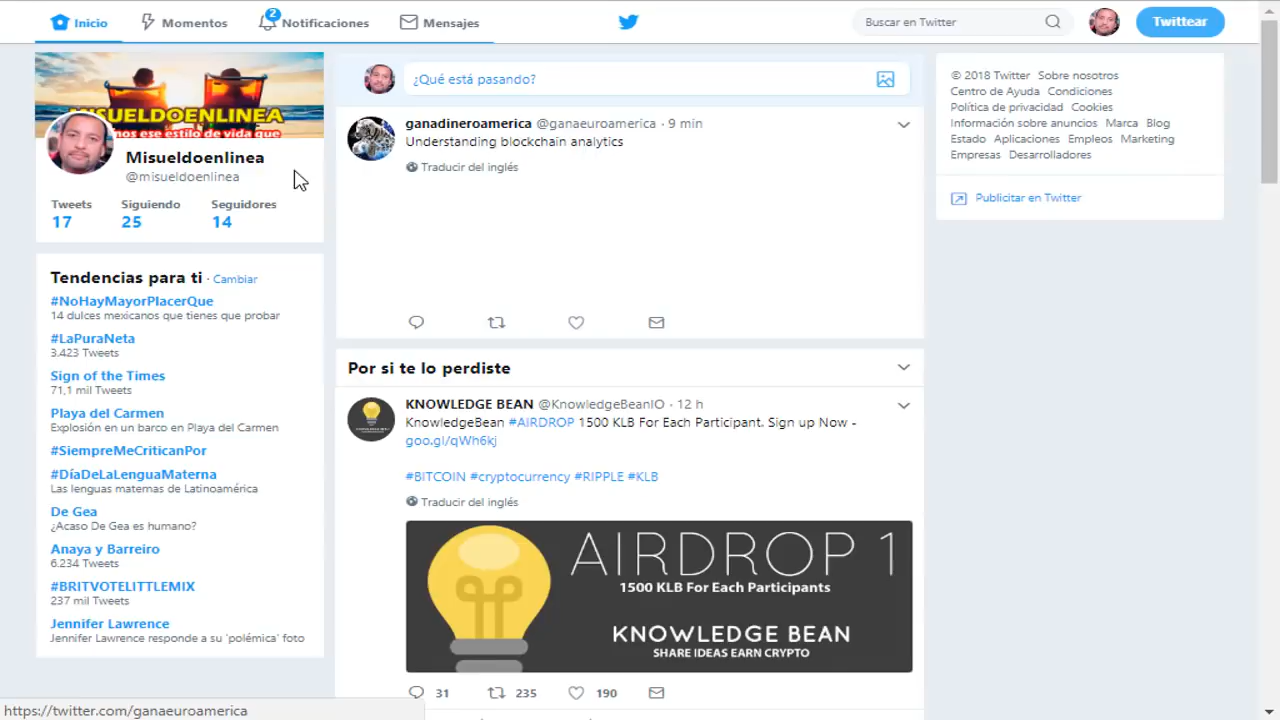 Inicio Momentos 2 Notificaciones Mensajes Buscar en Twitter Twittear
MISUELDOENLINEA
nos ese estilo de vida que
Misueldoenlinea
@misueldoenlinea
Tweets Siguiendo Seguidores
17 25 14
Tendencias para ti · Cambiar
#NoHayMayorPlacerQue
14 dulces mexicanos que tienes que probar
#LaPuraNeta
3.423 Tweets
Sign of the Times
71,1 mil Tweets
Playa del Carmen
Explosión en un barco en Playa del Carmen
#SiempreMeCriticanPor
#DíaDeLaLenguaMaterna
Las lenguas maternas de Latinoamérica
De Gea
¿Acaso De Gea es humano?
Anaya y Barreiro
6.234 Tweets
#BRITVOTELITTLEMIX
237 mil Tweets
Jennifer Lawrence
Jennifer Lawrence responde a su 'polémica' foto
¿Qué está pasando?
ganadineroamerica @ganaeuroamerica · 9 min
Understanding blockchain analytics
Traducir del inglés
Por si te lo perdiste
KNOWLEDGE BEAN @KnowledgeBeanIO · 12 h
KnowledgeBean #AIRDROP 1500 KLB For Each Participant. Sign up Now -
goo.gl/qWh6kj
#BITCOIN #cryptocurrency #RIPPLE #KLB
Traducir del inglés
AIRDROP 1
1500 KLB For Each Participants
KNOWLEDGE BEAN
SHARE IDEAS EARN CRYPTO
31 235 190
© 2018 Twitter Sobre nosotros
Centro de Ayuda Condiciones
Política de privacidad Cookies
Información sobre anuncios Marca Blog
Estado Aplicaciones Empleos Marketing
Empresas Desarrolladores
Publicitar en Twitter
https://twitter.com/ganaeuroamerica